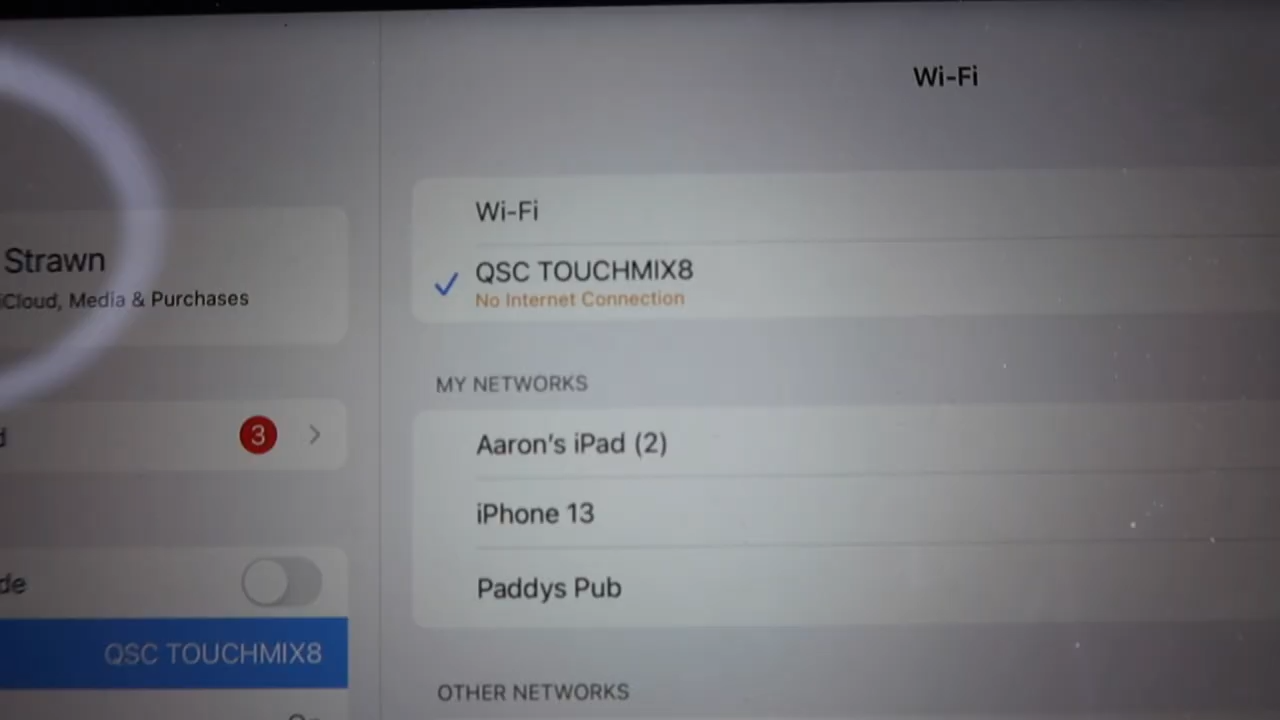 Wi-Fi
Strawn
iCloud, Media & Purchases
3
QSC TOUCHMIX8
Wi-Fi
QSC TOUCHMIX8
No Internet Connection
MY NETWORKS
Aaron's iPad (2)
iPhone 13
Paddys Pub
OTHER NETWORKS